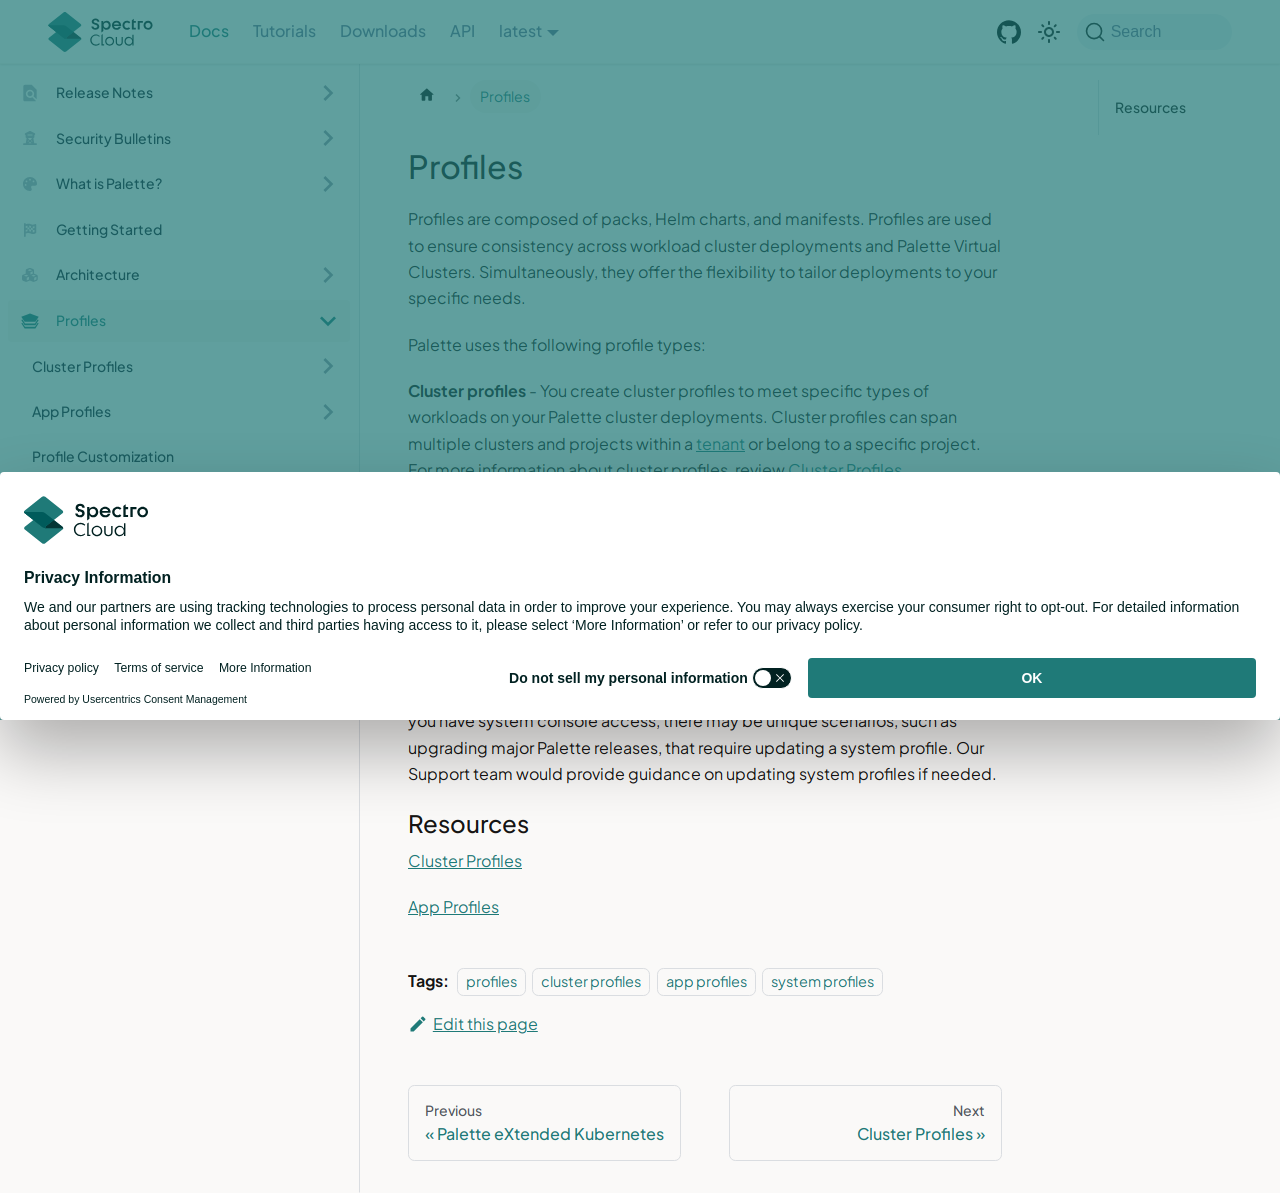 Spectro Cloud
Docs
Tutorials
Downloads
API
latest
Search
Release Notes
Security Bulletins
What is Palette?
Getting Started
Architecture
Profiles
Cluster Profiles
App Profiles
Profile Customization
Profiles
Resources
Profiles
Profiles are composed of packs, Helm charts, and manifests. Profiles are used
to ensure consistency across workload cluster deployments and Palette Virtual
Clusters. Simultaneously, they offer the flexibility to tailor deployments to your
specific needs.
Palette uses the following profile types:
Cluster profiles - You create cluster profiles to meet specific types of
workloads on your Palette cluster deployments. Cluster profiles can span
multiple clusters and projects within a tenant or belong to a specific project.
For more information about cluster profiles, review Cluster Profiles.
Spectro
Cloud
Privacy Information
We and our partners are using tracking technologies to process personal data in order to improve your experience. You may always exercise your consumer right to opt-out. For detailed information
about personal information we collect and third parties having access to it, please select ‘More Information’ or refer to our privacy policy.
Privacy policy
Terms of service
More Information
Do not sell my personal information
OK
Powered by Usercentrics Consent Management
you have system console access, there may be unique scenarios, such as
upgrading major Palette releases, that require updating a system profile. Our
Support team would provide guidance on updating system profiles if needed.
Resources
Cluster Profiles
App Profiles
Tags: profiles cluster profiles app profiles system profiles
Edit this page
Previous
« Palette eXtended Kubernetes
Next
Cluster Profiles »